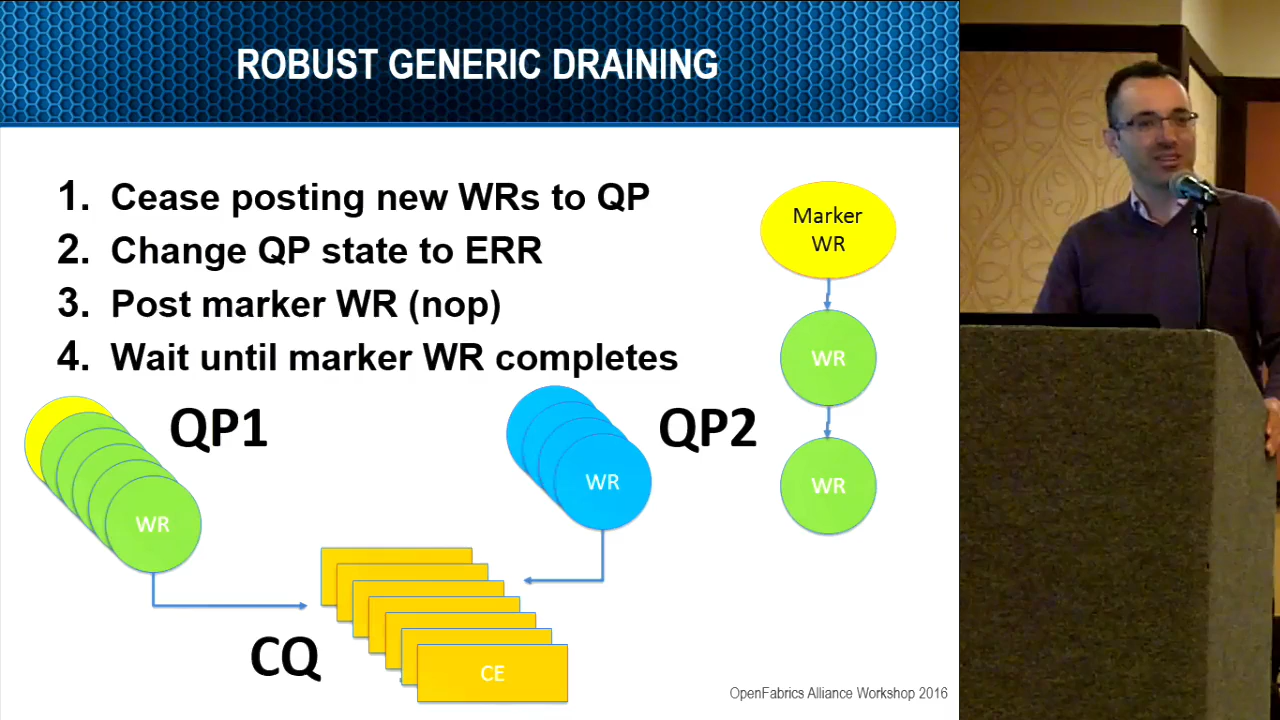 ROBUST GENERIC DRAINING
1. Cease posting new WRs to QP
2. Change QP state to ERR
3. Post marker WR (nop)
4. Wait until marker WR completes
Marker
WR
WR
WR
QP1
WR
QP2
WR
CQ
CE
OpenFabrics Alliance Workshop 2016